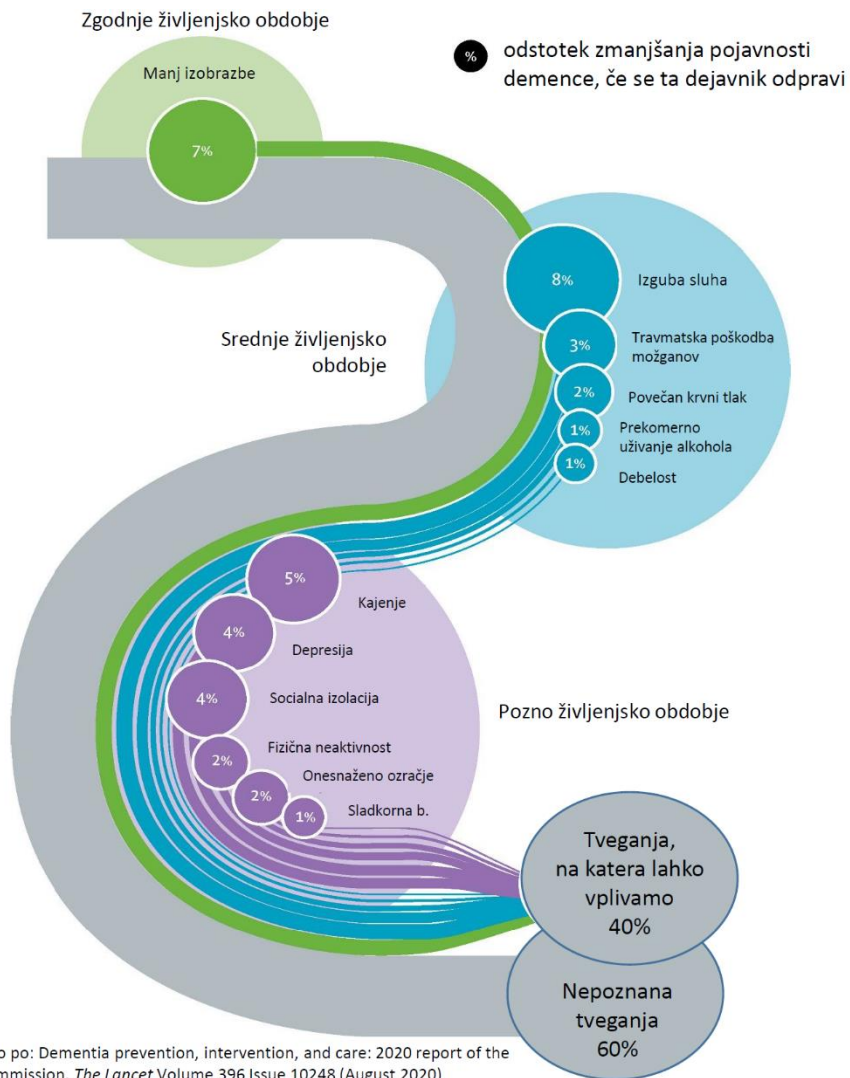 Zgodnje življenjsko obdobje
Manj izobrazbe
7%
% odstotek zmanjšanja pojavnosti
demence, če se ta dejavnik odpravi
8%
Izguba sluha
Srednje življenjsko
obdobje
3%
Travmatska poškodba
možganov
2%
Povečan krvni tlak
1%
Prekomerno
uživanje alkohola
1%
Debelost
5%
Kajenje
4%
Depresija
4%
Socialna izolacija
Pozno življenjsko obdobje
2%
Fizična neaktivnost
2%
Onesnaženo ozračje
1%
Sladkorna b.
Tveganja,
na katera lahko
vplivamo
40%
Nepoznana
tveganja
60%
po: Dementia prevention, intervention, and care: 2020 report of the
The Lancet Volume 396 Issue 10248 (August 2020)